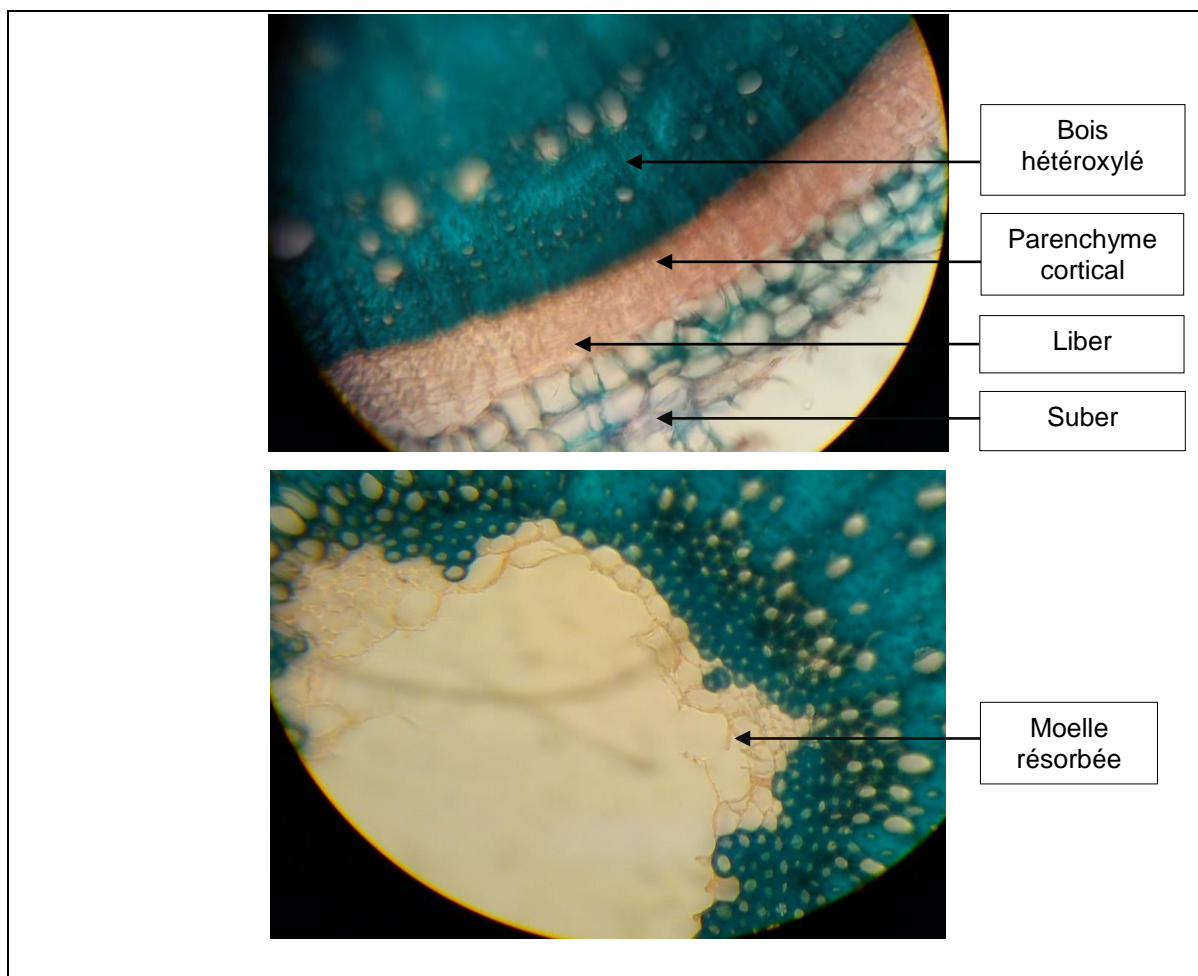 Bois
hétéroxylé
Parenchyme
cortical
Liber
Suber
Moelle
résorbée